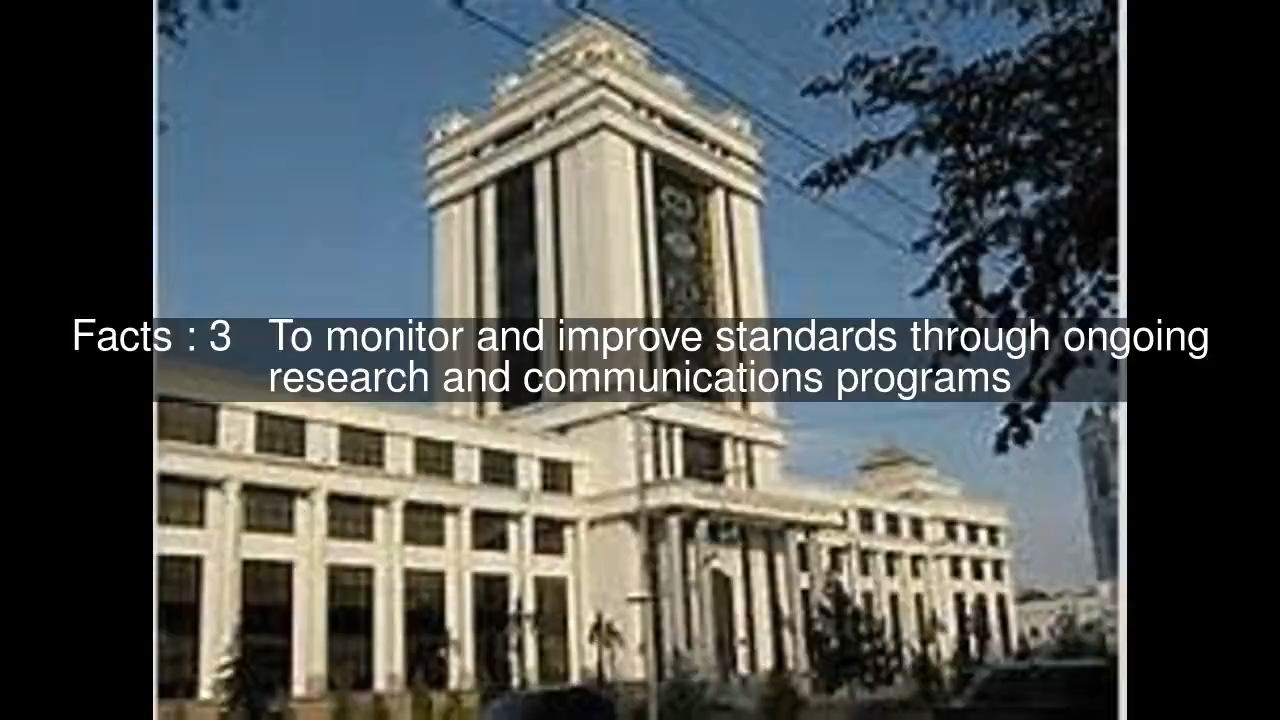 Facts : 3 To monitor and improve standards through ongoing
research and communications programs